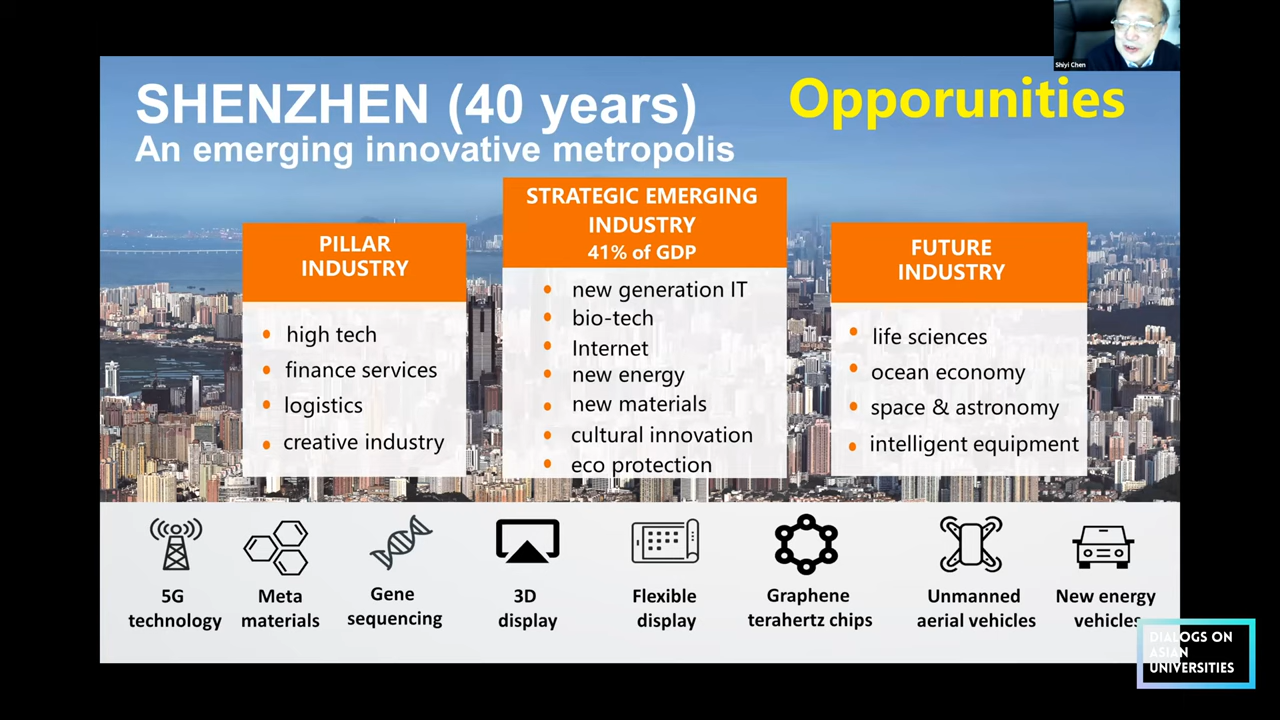 Shiyi Chen
SHENZHEN (40 years)
Opporunities
An emerging innovative metropolis
PILLAR
INDUSTRY
high tech
finance services
logistics
creative industry
STRATEGIC EMERGING
INDUSTRY
41% of GDP
new generation IT
bio-tech
Internet
new energy
new materials
cultural innovation
eco protection
FUTURE
INDUSTRY
life sciences
ocean economy
space & astronomy
intelligent equipment
5G
technology
Meta
materials
Gene
sequencing
3D
display
Flexible
display
Graphene
terahertz chips
Unmanned
aerial vehicles
New energy
vehicles
DIALOGS ON
ASIAN
UNIVERSITIES